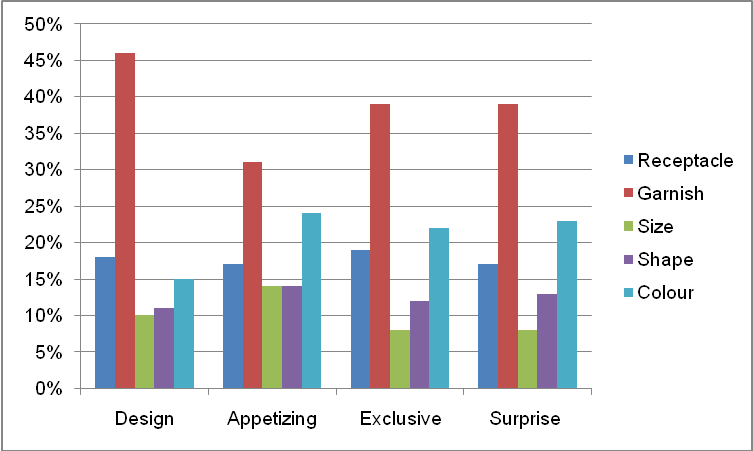 50%
45%
40%
35%
30%
25%
20%
15%
10%
5%
0%
Design Appetizing Exclusive Surprise
Receptacle
Garnish
Size
Shape
Colour